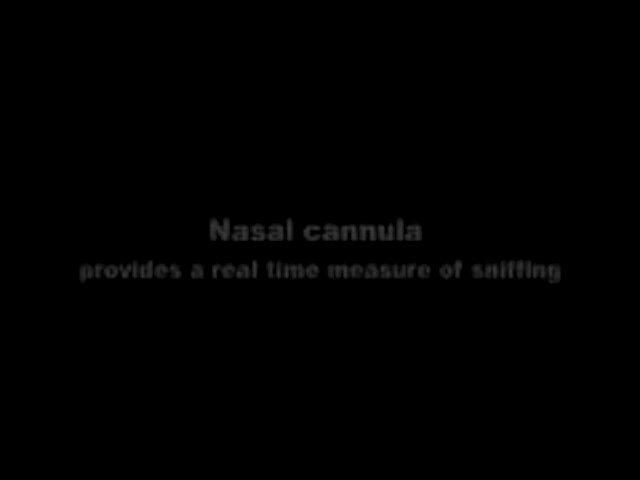 Nasal cannula
provides a real time measure of sniffing